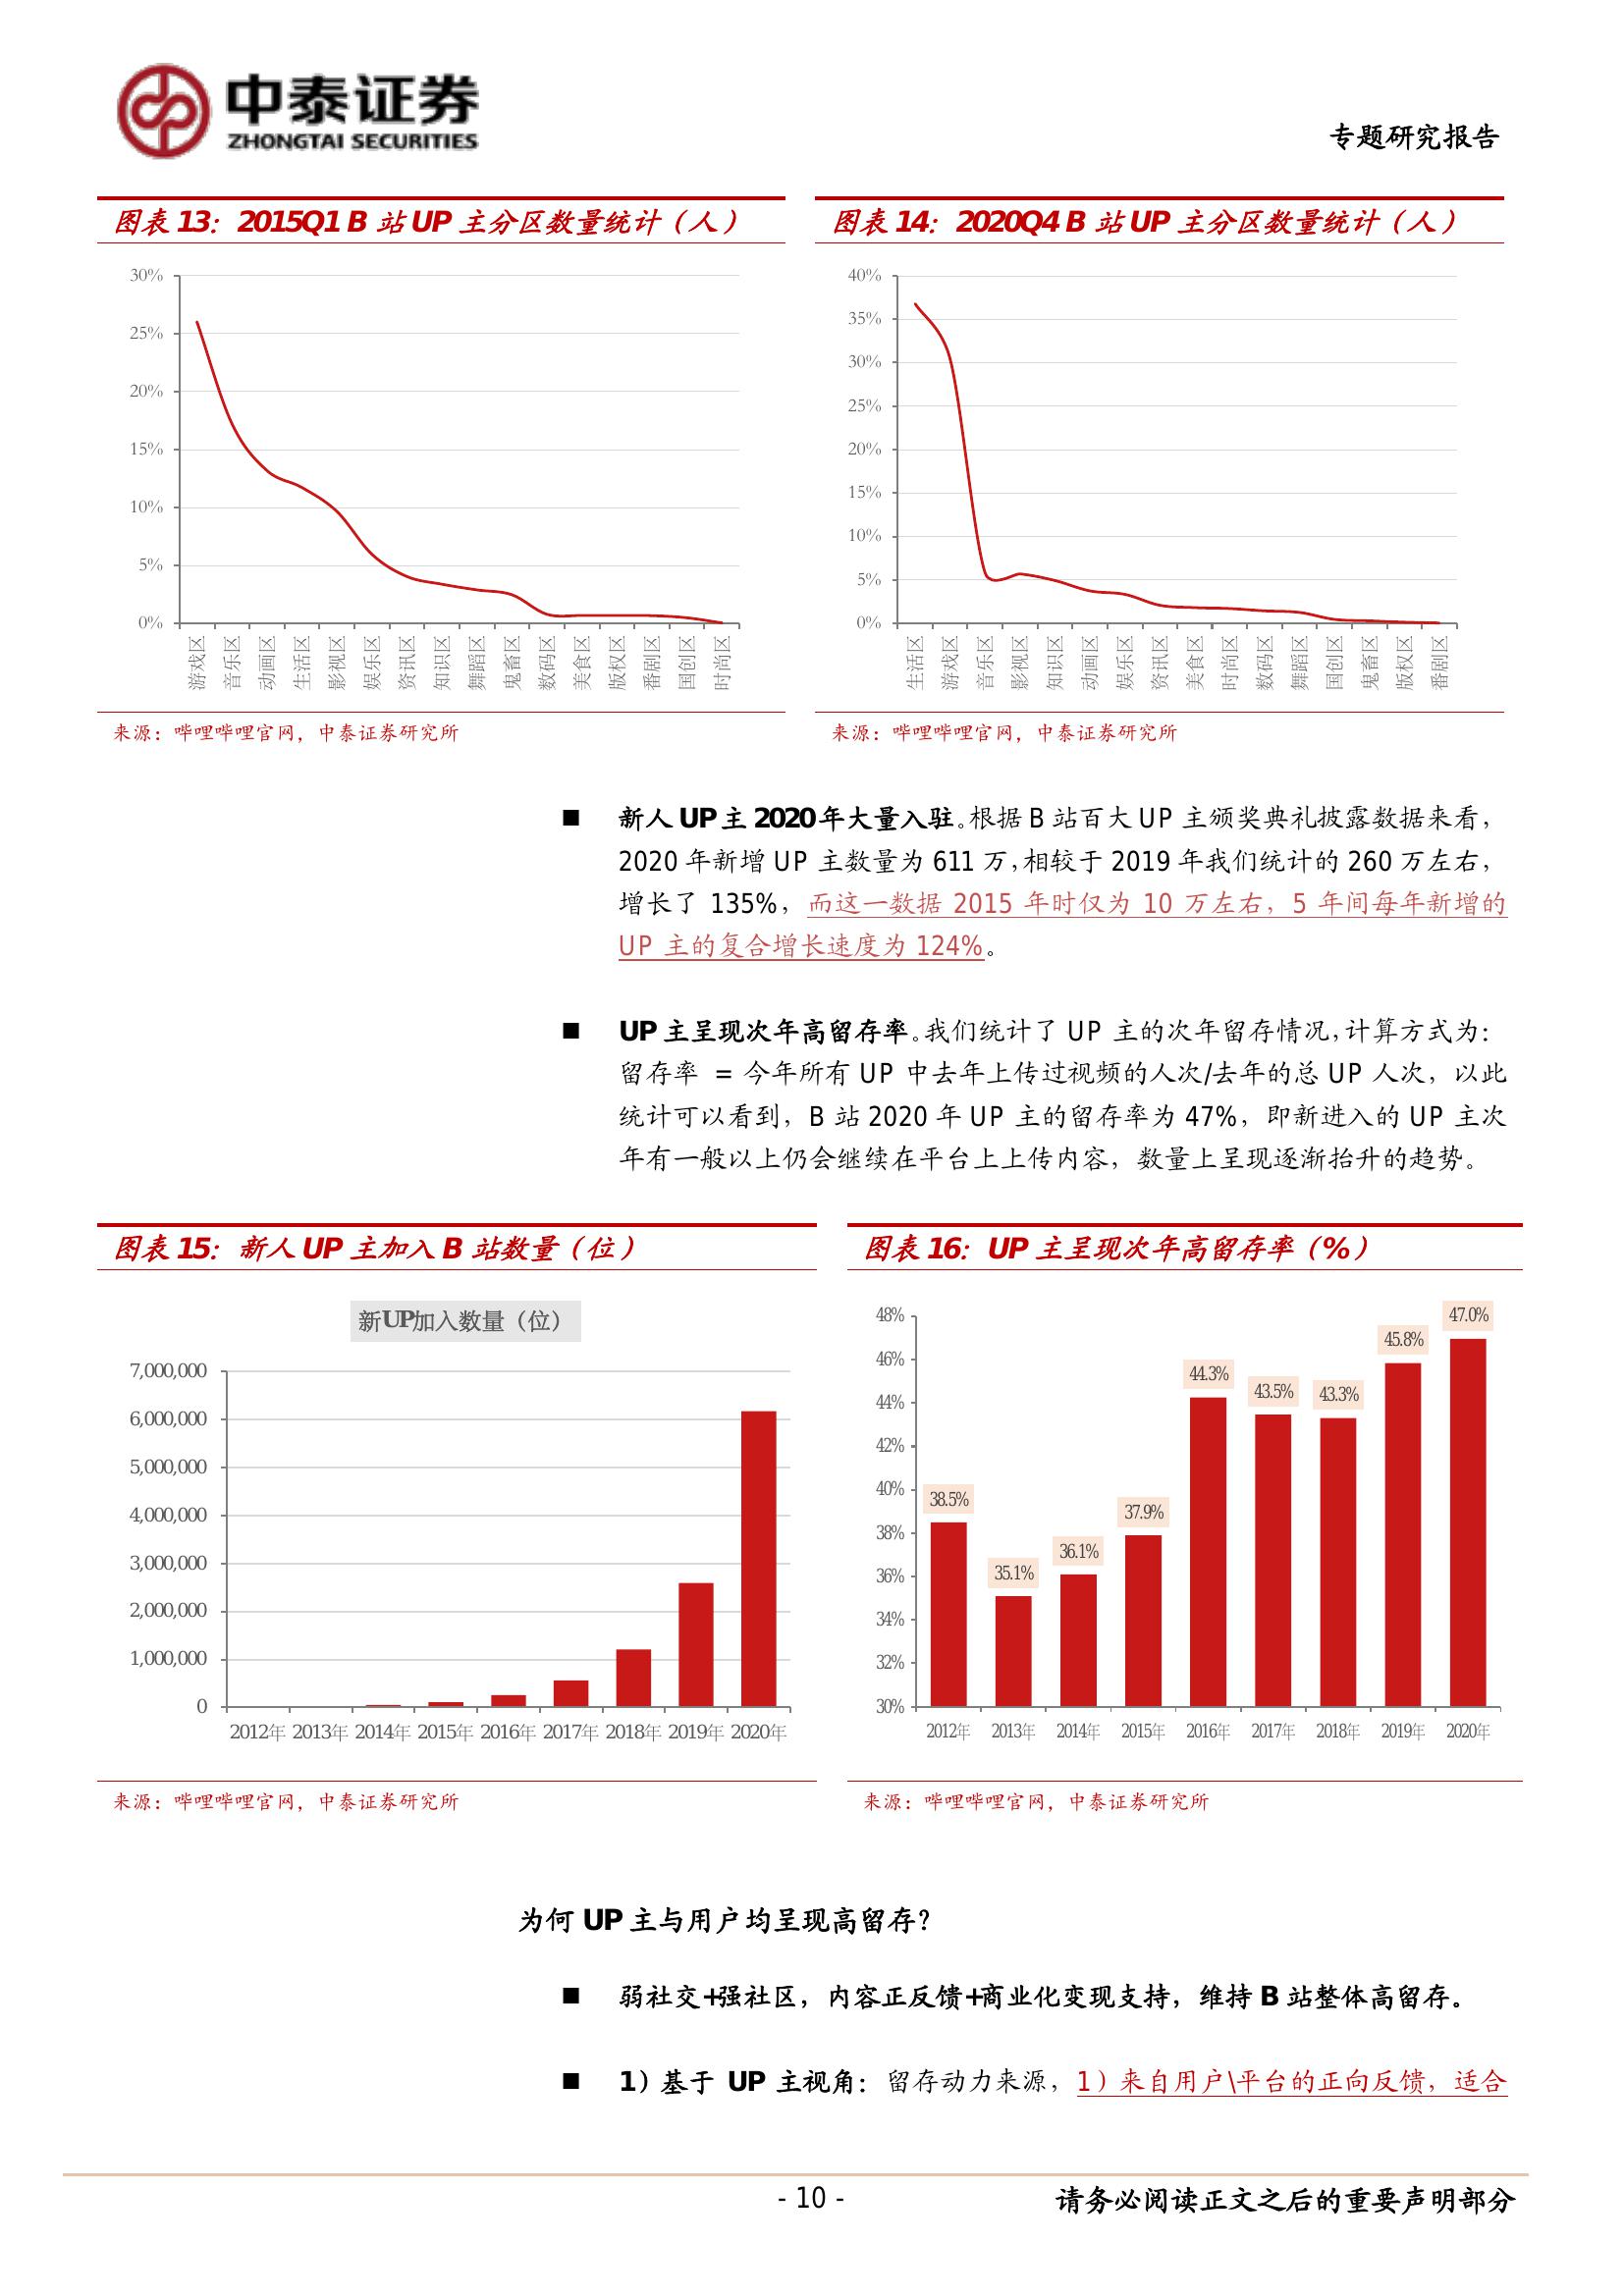 中泰证券
ZHONGTAI SECURITIES
专题研究报告
图表 13：2015Q1 B 站 UP 主分区数量统计（人）
30%
25%
20%
15%
10%
5%
0%
游戏区 音乐区 动画区 生活区 影视区 娱乐区 资讯区 知识区 舞蹈区 鬼畜区 数码区 美食区 版权区 番剧区 国创区 时尚区
来源：哔哩哔哩官网，中泰证券研究所
图表 14：2020Q4 B 站 UP 主分区数量统计（人）
40%
35%
30%
25%
20%
15%
10%
5%
0%
生活区 游戏区 音乐区 影视区 知识区 动画区 娱乐区 资讯区 美食区 时尚区 数码区 舞蹈区 国创区 鬼畜区 版权区 番剧区
来源：哔哩哔哩官网，中泰证券研究所
■ 新人 UP 主 2020 年大量入驻。根据 B 站百大 UP 主颁奖典礼披露数据来看，
2020 年新增 UP 主数量为 611 万，相较于 2019 年我们统计的 260 万左右，
增长了 135%，而这一数据 2015 年时仅为 10 万左右，5 年间每年新增的
UP 主的复合增长速度为 124%。
■ UP 主呈现次年高留存率。我们统计了 UP 主的次年留存情况，计算方式为：
留存率 = 今年所有 UP 中去年上传过视频的人次/去年的总 UP 人次，以此
统计可以看到，B 站 2020 年 UP 主的留存率为 47%，即新进入的 UP 主次
年有一般以上仍会继续在平台上上传内容，数量上呈现逐渐抬升的趋势。
图表 15：新人 UP 主加入 B 站数量（位）
新UP加入数量（位）
7,000,000
6,000,000
5,000,000
4,000,000
3,000,000
2,000,000
1,000,000
0
2012年 2013年 2014年 2015年 2016年 2017年 2018年 2019年 2020年
来源：哔哩哔哩官网，中泰证券研究所
图表 16：UP 主呈现次年高留存率（%）
48%
46%
44%
42%
40%
38%
36%
34%
32%
30%
38.5% 35.1% 36.1% 37.9% 44.3% 43.5% 43.3% 45.8% 47.0%
2012年 2013年 2014年 2015年 2016年 2017年 2018年 2019年 2020年
来源：哔哩哔哩官网，中泰证券研究所
为何 UP 主与用户均呈现高留存？
■ 弱社交+强社区，内容正反馈+商业化变现支持，维持 B 站整体高留存。
■ 1）基于 UP 主视角：留存动力来源，1）来自用户\平台的正向反馈，适合
- 10 -
请务必阅读正文之后的重要声明部分